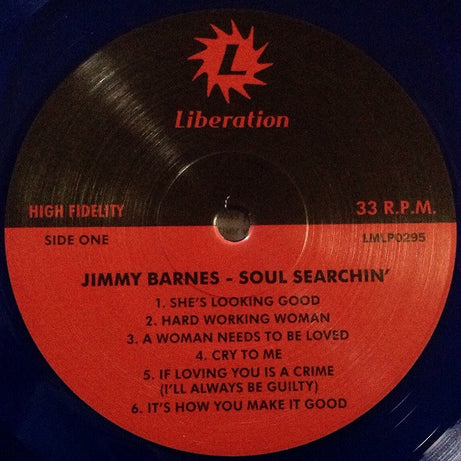 L
Liberation
HIGH FIDELITY
33 R.P.M.
SIDE ONE
LMLP0295
JIMMY BARNES - SOUL SEARCHIN'
1. SHE'S LOOKING GOOD
2. HARD WORKING WOMAN
3. A WOMAN NEEDS TO BE LOVED
4. CRY TO ME
5. IF LOVING YOU IS A CRIME
(I'LL ALWAYS BE GUILTY)
6. IT'S HOW YOU MAKE IT GOOD